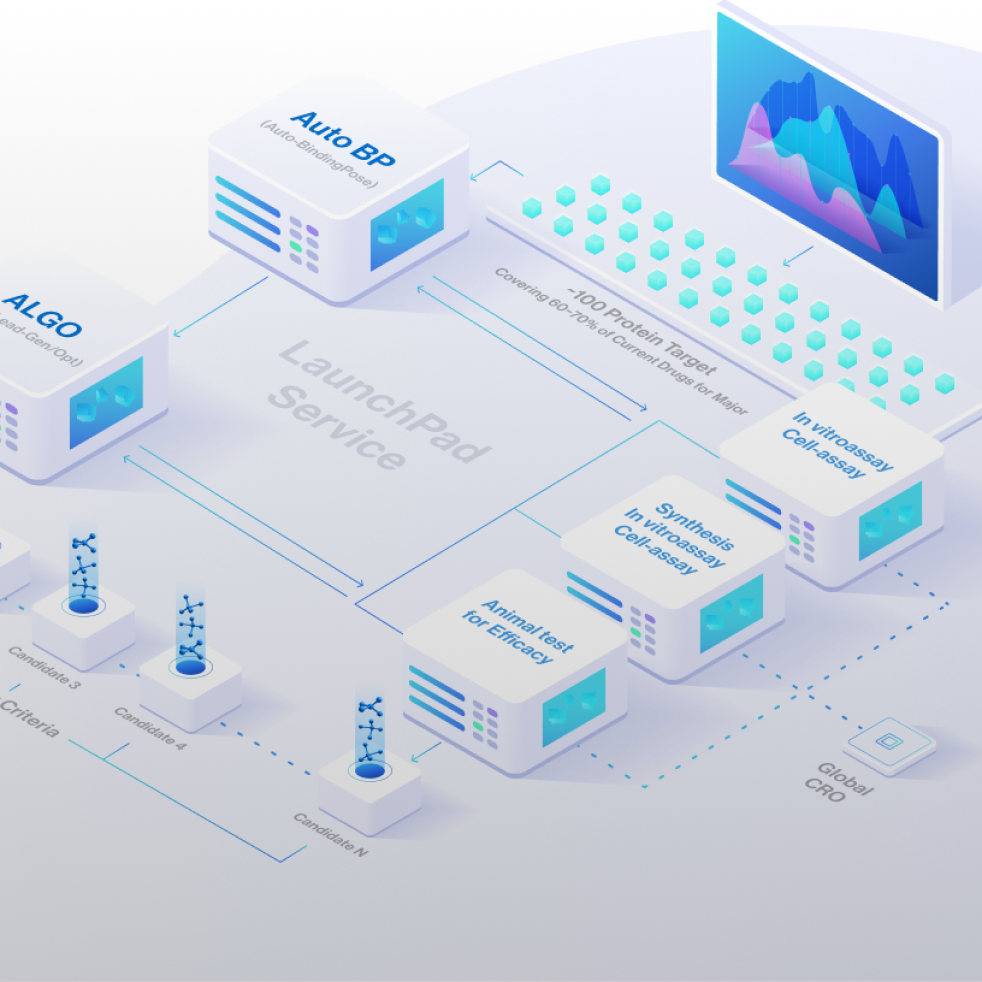 Auto BP
(Auto-BindingPose)
ALGO
Lead-Gen/Opt)
~100 Protein Target
Covering 60-70% of Current Drugs for Major
LaunchPad
Service
In vitroassay
Cell-assay
Synthesis
In vitroassay
Cell-assay
Animal test
for Efficacy
Candidate 3
Candidate 4
Criteria
Candidate N
Global
CRO